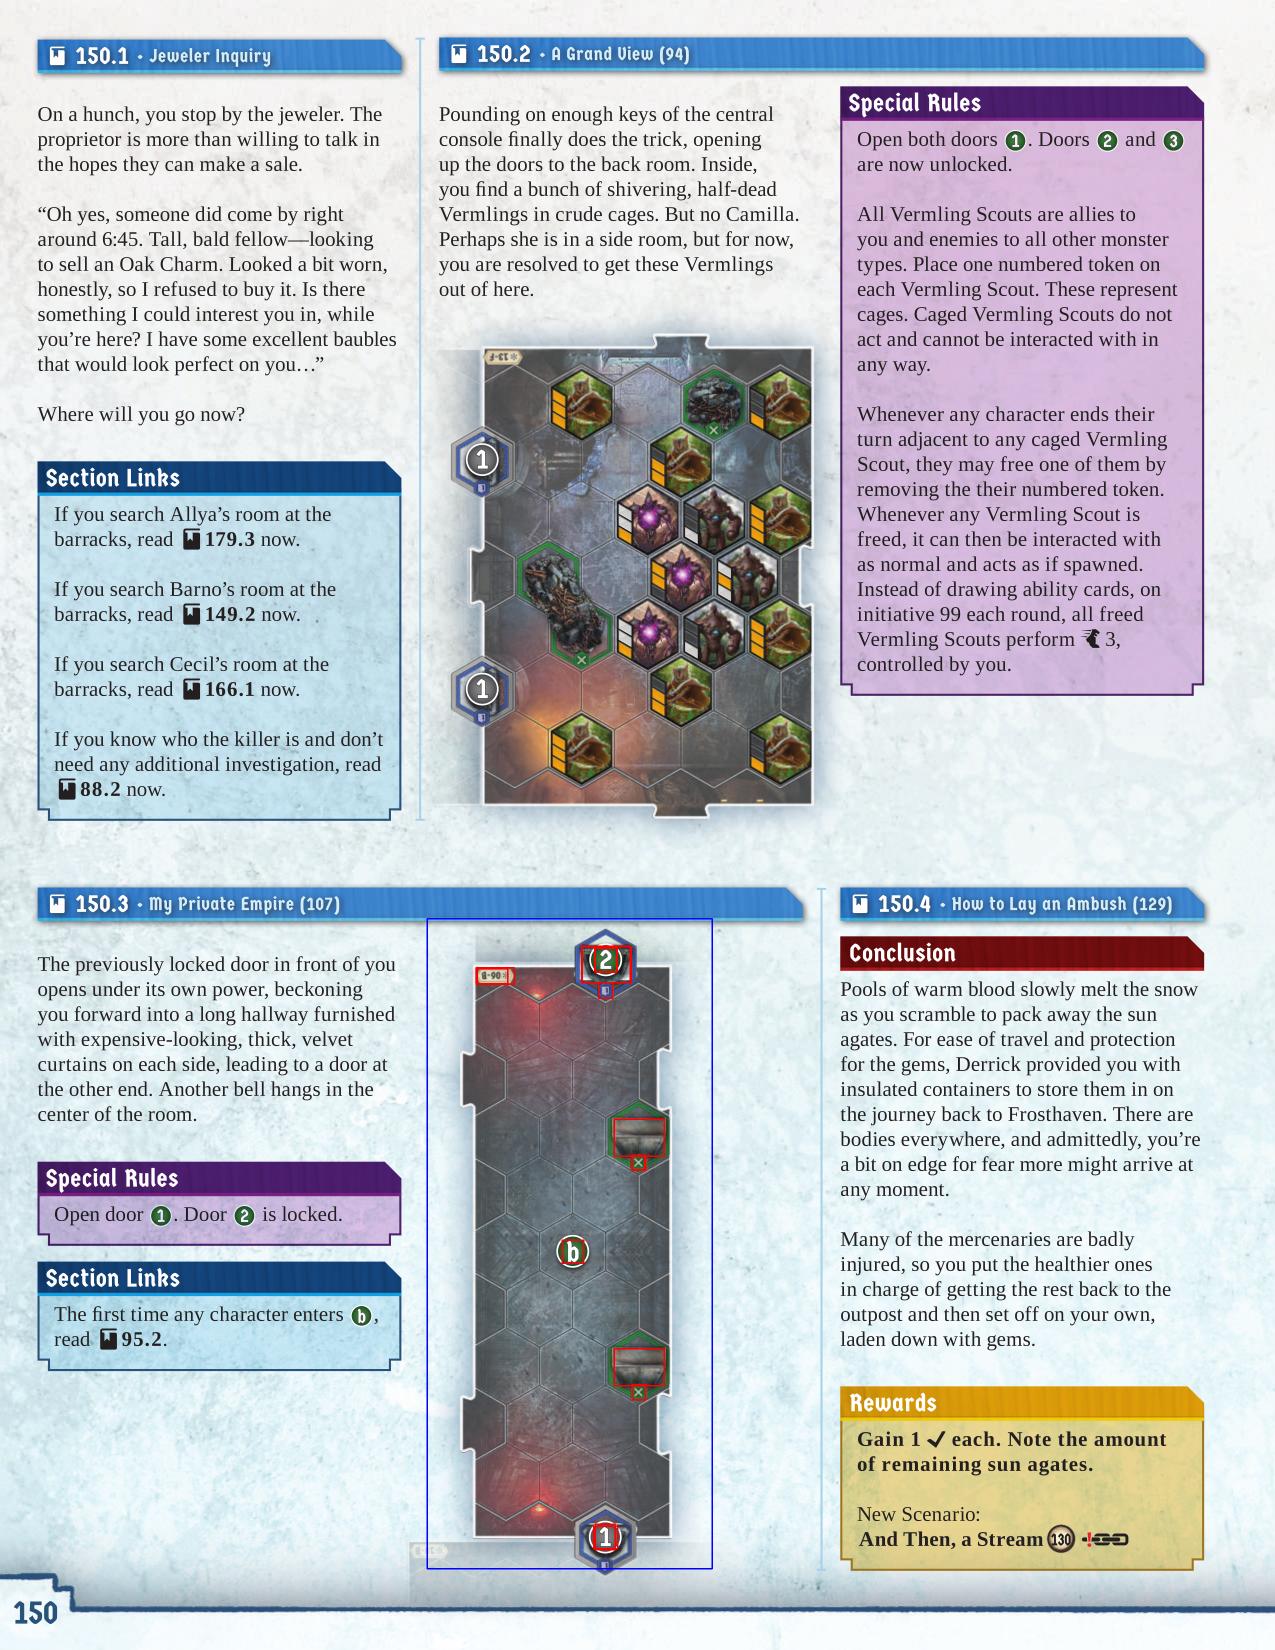 150.1 • Jeweler Inquiry
On a hunch, you stop by the jeweler. The
proprietor is more than willing to talk in
the hopes they can make a sale.
“Oh yes, someone did come by right
around 6:45. Tall, bald fellow—looking
to sell an Oak Charm. Looked a bit worn,
honestly, so I refused to buy it. Is there
something I could interest you in, while
you’re here? I have some excellent baubles
that would look perfect on you…”
Where will you go now?
Section Links
If you search Allya’s room at the
barracks, read 179.3 now.
If you search Barno’s room at the
barracks, read 149.2 now.
If you search Cecil’s room at the
barracks, read 166.1 now.
If you know who the killer is and don’t
need any additional investigation, read
88.2 now.
150.2 • A Grand View (94)
Pounding on enough keys of the central
console finally does the trick, opening
up the doors to the back room. Inside,
you find a bunch of shivering, half-dead
Vermlings in crude cages. But no Camilla.
Perhaps she is in a side room, but for now,
you are resolved to get these Vermlings
out of here.
13-F
1
1
Special Rules
Open both doors 1. Doors 2 and 3
are now unlocked.
All Vermling Scouts are allies to
you and enemies to all other monster
types. Place one numbered token on
each Vermling Scout. These represent
cages. Caged Vermling Scouts do not
act and cannot be interacted with in
any way.
Whenever any character ends their
turn adjacent to any caged Vermling
Scout, they may free one of them by
removing the their numbered token.
Whenever any Vermling Scout is
freed, it can then be interacted with
as normal and acts as if spawned.
Instead of drawing ability cards, on
initiative 99 each round, all freed
Vermling Scouts perform 3,
controlled by you.
150.3 • My Private Empire (107)
The previously locked door in front of you
opens under its own power, beckoning
you forward into a long hallway furnished
with expensive-looking, thick, velvet
curtains on each side, leading to a door at
the other end. Another bell hangs in the
center of the room.
Special Rules
Open door 1. Door 2 is locked.
Section Links
The first time any character enters b,
read 95.2.
2
06-B
b
1
150.4 • How to Lay an Ambush (129)
Conclusion
Pools of warm blood slowly melt the snow
as you scramble to pack away the sun
agates. For ease of travel and protection
for the gems, Derrick provided you with
insulated containers to store them in on
the journey back to Frosthaven. There are
bodies everywhere, and admittedly, you’re
a bit on edge for fear more might arrive at
any moment.
Many of the mercenaries are badly
injured, so you put the healthier ones
in charge of getting the rest back to the
outpost and then set off on your own,
laden down with gems.
Rewards
Gain 1 ✓ each. Note the amount
of remaining sun agates.
New Scenario:
And Then, a Stream 130
150